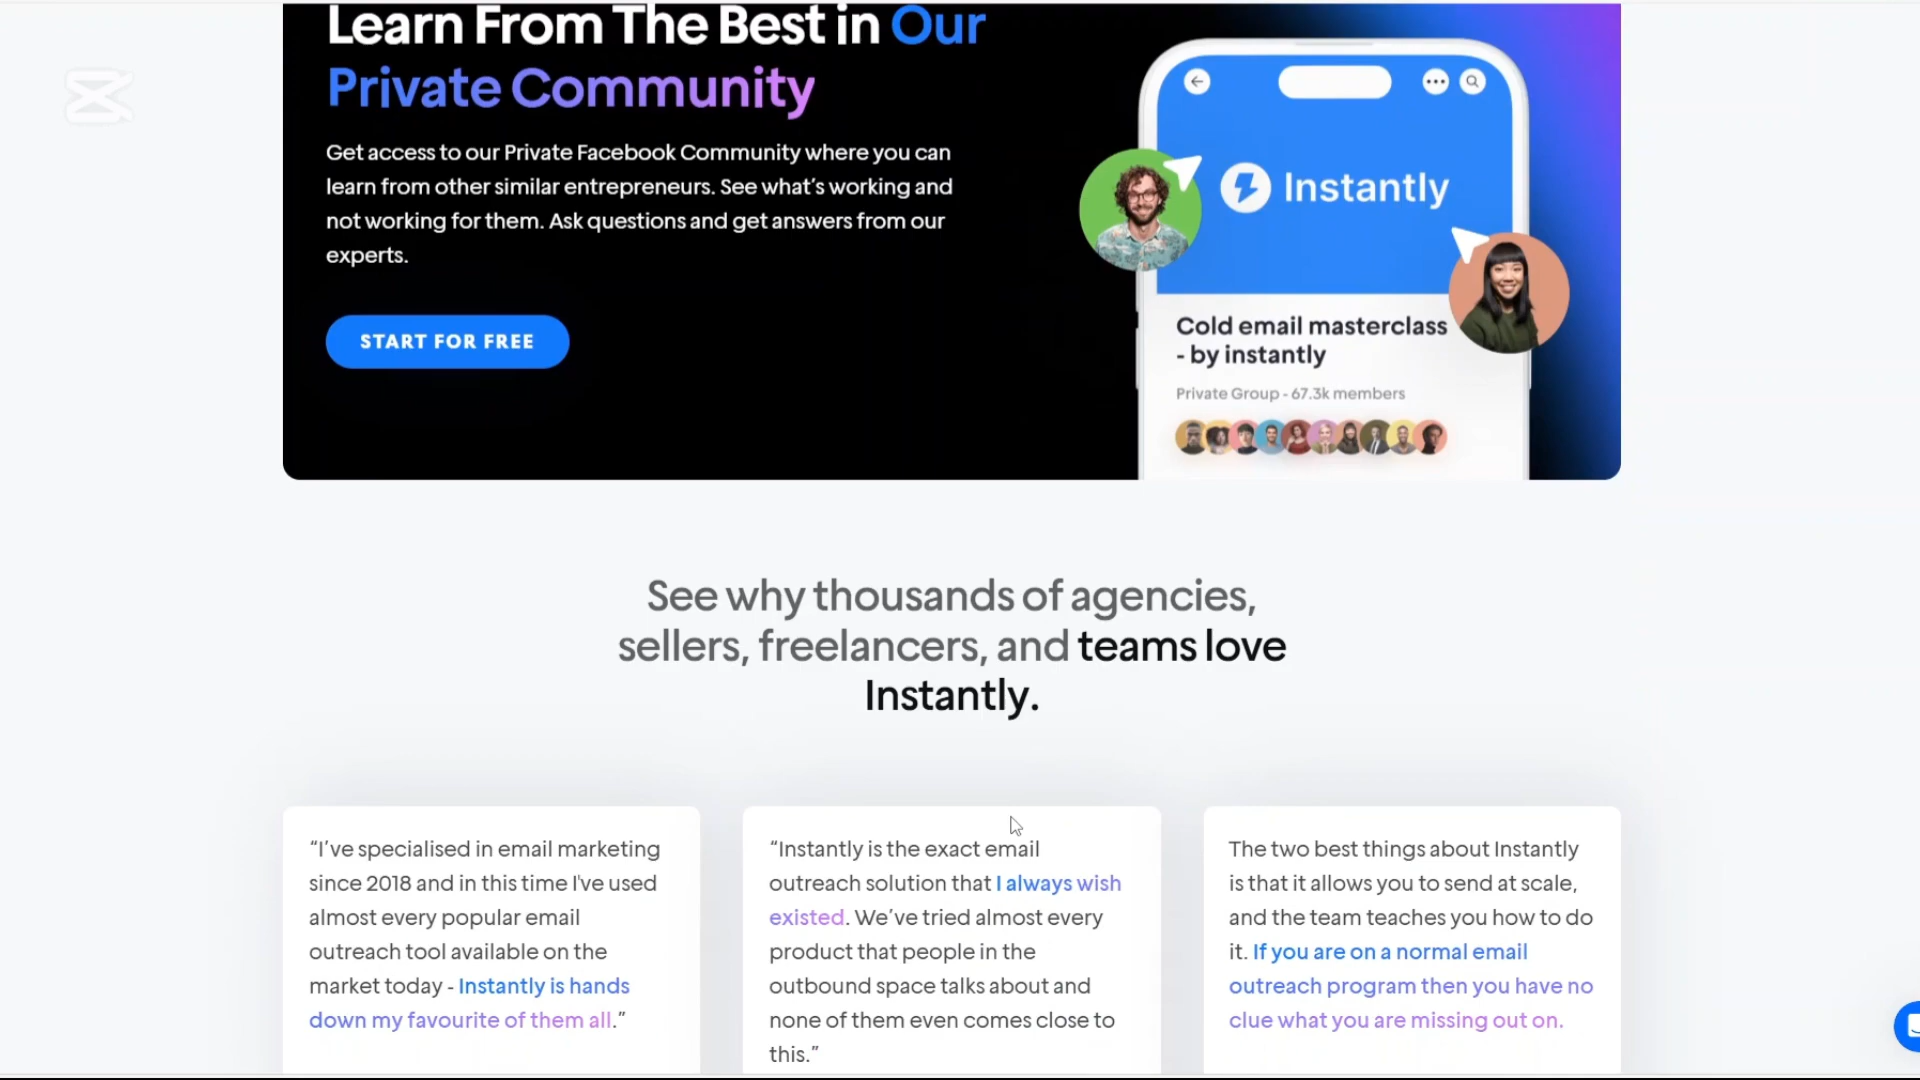 Learn From The Best in Our
Private Community
Get access to our Private Facebook Community where you can
learn from other similar entrepreneurs. See what's working and
not working for them. Ask questions and get answers from our
experts.
START FOR FREE
Instantly
Cold email masterclass
- by instantly
Private Group - 67.3k members
See why thousands of agencies,
sellers, freelancers, and teams love
Instantly.
“I’ve specialised in email marketing
since 2018 and in this time I've used
almost every popular email
outreach tool available on the
market today - Instantly is hands
down my favourite of them all.”
“Instantly is the exact email
outreach solution that I always wish
existed. We’ve tried almost every
product that people in the
outbound space talks about and
none of them even comes close to
this.”
The two best things about Instantly
is that it allows you to send at scale,
and the team teaches you how to do
it. If you are on a normal email
outreach program then you have no
clue what you are missing out on.